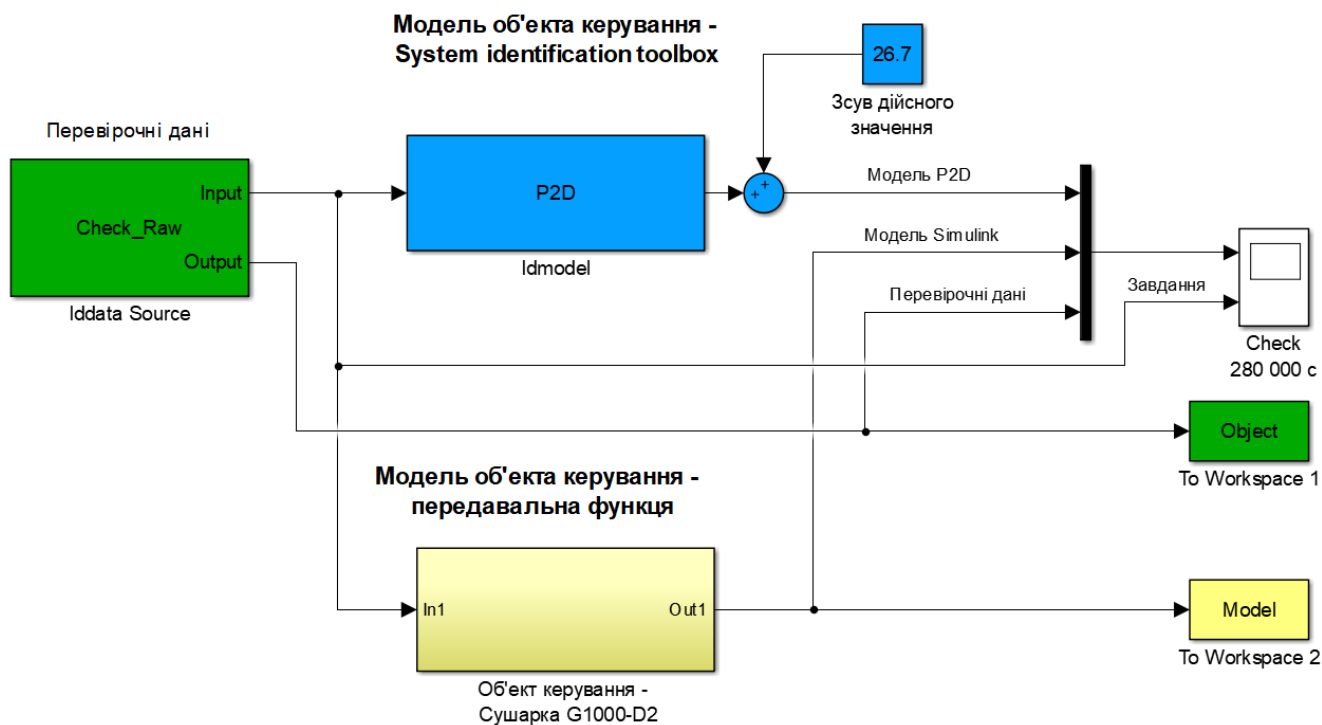 Модель об'єкта керування -
System identification toolbox
26.7
Зсув дійсного
значення
Перевірочні дані
Input
Check_Raw
Output
Iddata Source
P2D
Idmodel
+
+
Модель P2D
Модель Simulink
Перевірочні дані
Завдання
Check
280 000 с
Object
To Workspace 1
Модель об'єкта керування -
передавальна функця
In1
Out1
Об'єкт керування -
Сушарка G1000-D2
Model
To Workspace 2